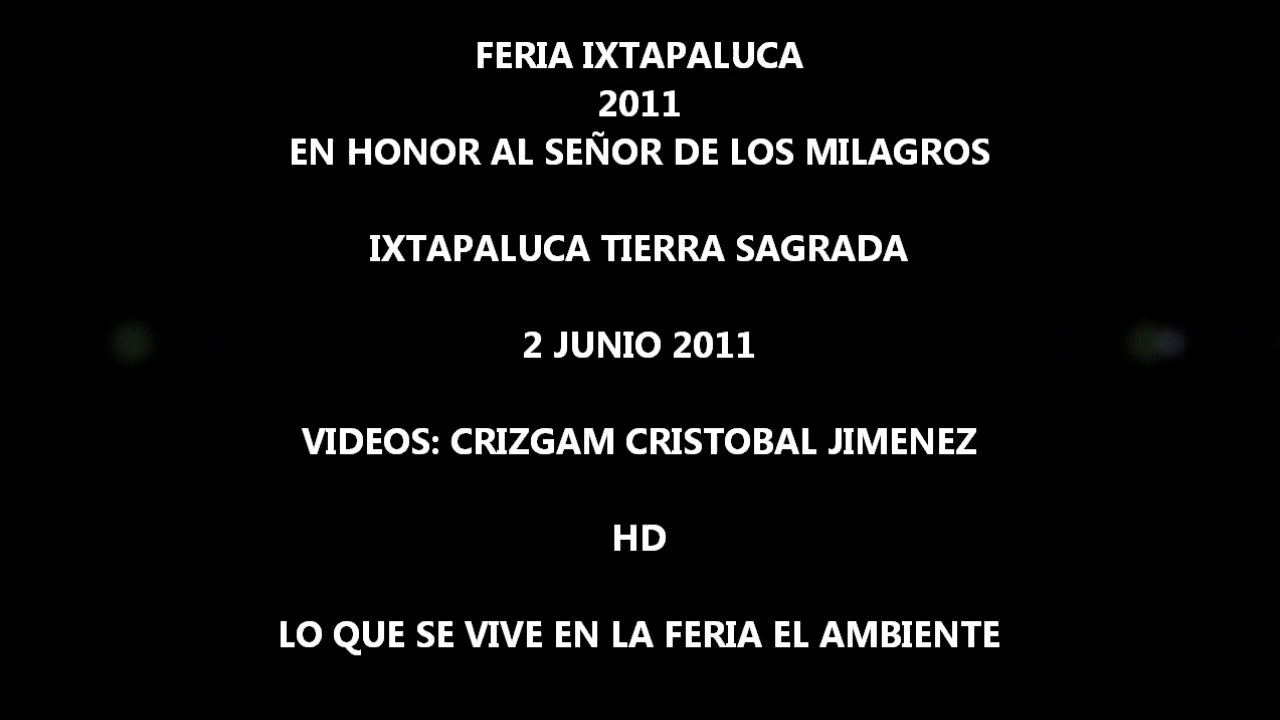 FERIA IXTAPALUCA
2011
EN HONOR AL SEÑOR DE LOS MILAGROS
IXTAPALUCA TIERRA SAGRADA
2 JUNIO 2011
VIDEOS: CRIZGAM CRISTOBAL JIMENEZ
HD
LO QUE SE VIVE EN LA FERIA EL AMBIENTE